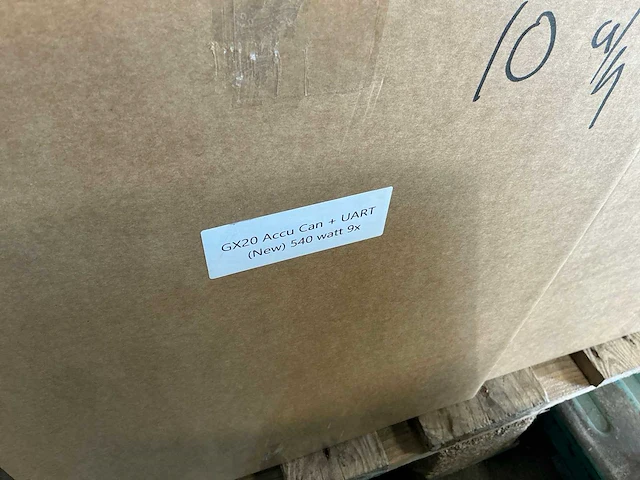 10
GX20 Accu Can + UART
(New) 540 watt 9x